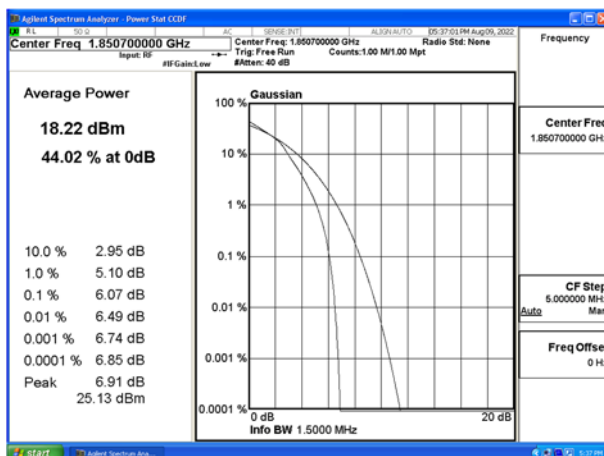 Agilent Spectrum Analyzer - Power Stat CCDF
RL 50 Ω AC SENSE:INT ALIGN AUTO 05:37:01 PM Aug 09, 2022
Center Freq 1.850700000 GHz
Center Freq: 1.850700000 GHz Radio Std: None
Input: RF Trig: Free Run Counts:1.00 M/1.00 Mpt
#IFGain:Low #Atten: 40 dB
Frequency
Average Power
18.22 dBm
44.02 % at 0dB
10.0 % 2.95 dB
1.0 % 5.10 dB
0.1 % 6.07 dB
0.01 % 6.49 dB
0.001 % 6.74 dB
0.0001 % 6.85 dB
Peak 6.91 dB
25.13 dBm
Gaussian
100 %
10 %
1 %
0.1 %
0.01 %
0.001 %
0.0001 %
0 dB 20 dB
Info BW 1.5000 MHz
Center Freq
1.850700000 GHz
CF Step
5.000000 MHz
Auto Man
Freq Offse
0 Hz
start Agilent Spectrum Ana... 5:37 PM